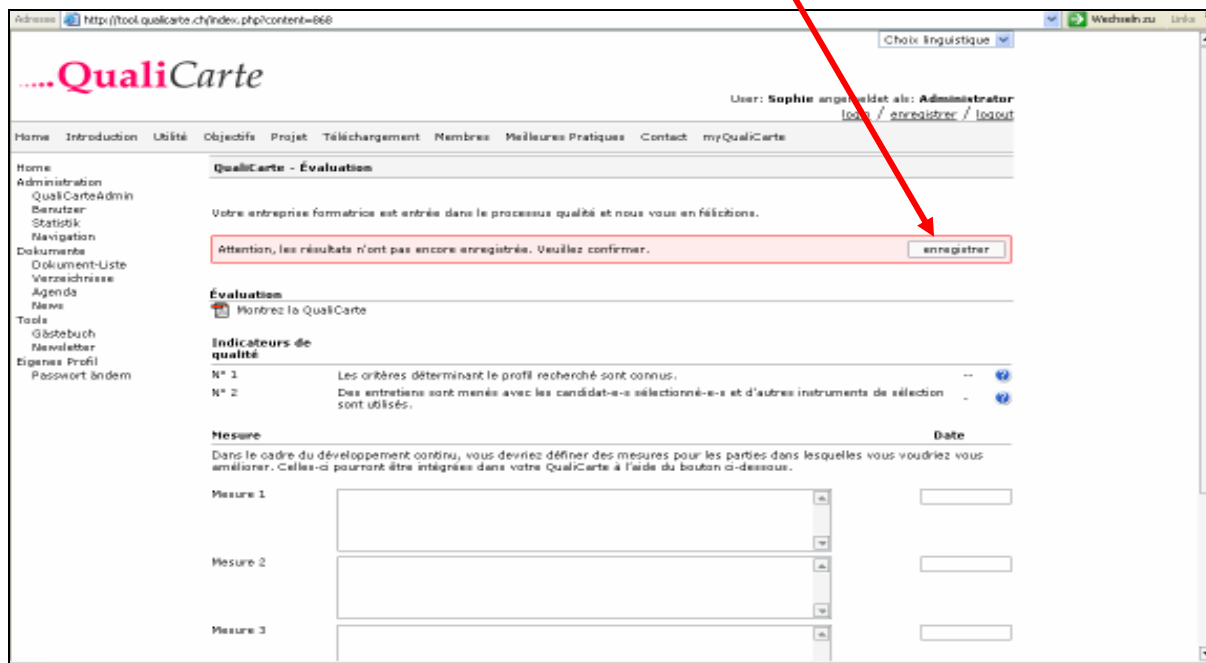 Adresse http://tool.qualicarte.ch/index.php?content=868 Wechseln zu Links
Choix linguistique
.....QualiCarte
User: Sophie angemeldet als: Administrator
login / enregistrer / logout
Home Introduction Utilité Objectifs Projet Téléchargement Membres Meilleures Pratiques Contact myQualiCarte
Home
Administration
QualiCarteAdmin
Benutzer
Statistik
Navigation
Dokumente
Dokument-Liste
Verzeichnisse
Agenda
News
Tools
Gästebuch
Newsletter
Eigenes Profil
Passwort ändern
QualiCarte - Évaluation
Votre entreprise formatrice est entrée dans le processus qualité et nous vous en félicitions.
Attention, les résultats n'ont pas encore enregistrée. Veuillez confirmer. enregistrer
Évaluation
Montrez la QualiCarte
Indicateurs de
qualité
N° 1 Les critères déterminant le profil recherché sont connus. --
N° 2 Des entretiens sont menés avec les candidat-e-s sélectionné-e-s et d'autres instruments de sélection -
sont utilisés.
Mesure Date
Dans le cadre du développement continu, vous devriez définer des mesures pour les parties dans lesquelles vous voudriez vous
améliorer. Celles-ci pourront être intégrées dans votre QualiCarte à l'aide du bouton ci-dessous.
Mesure 1
Mesure 2
Mesure 3